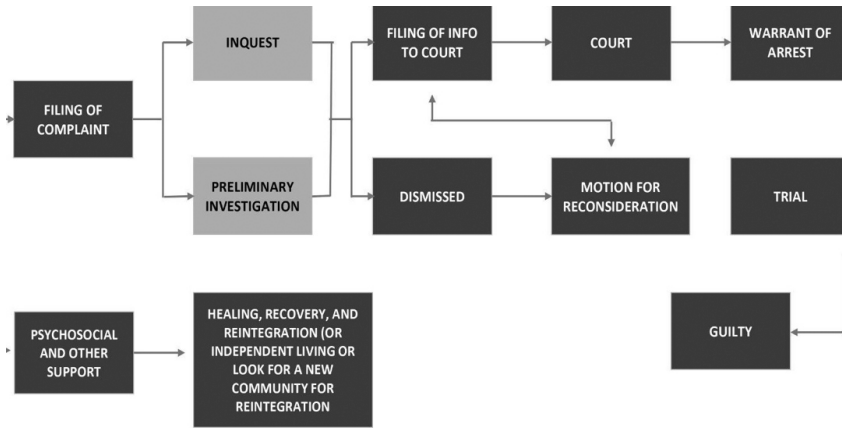 INQUEST
FILING OF INFO
TO COURT
COURT
WARRANT OF
ARREST
FILING OF
COMPLAINT
PRELIMINARY
INVESTIGATION
DISMISSED
MOTION FOR
RECONSIDERATION
TRIAL
PSYCHOSOCIAL
AND OTHER
SUPPORT
HEALING, RECOVERY, AND
REINTEGRATION (OR
INDEPENDENT LIVING OR
LOOK FOR A NEW
COMMUNITY FOR
REINTEGRATION
GUILTY